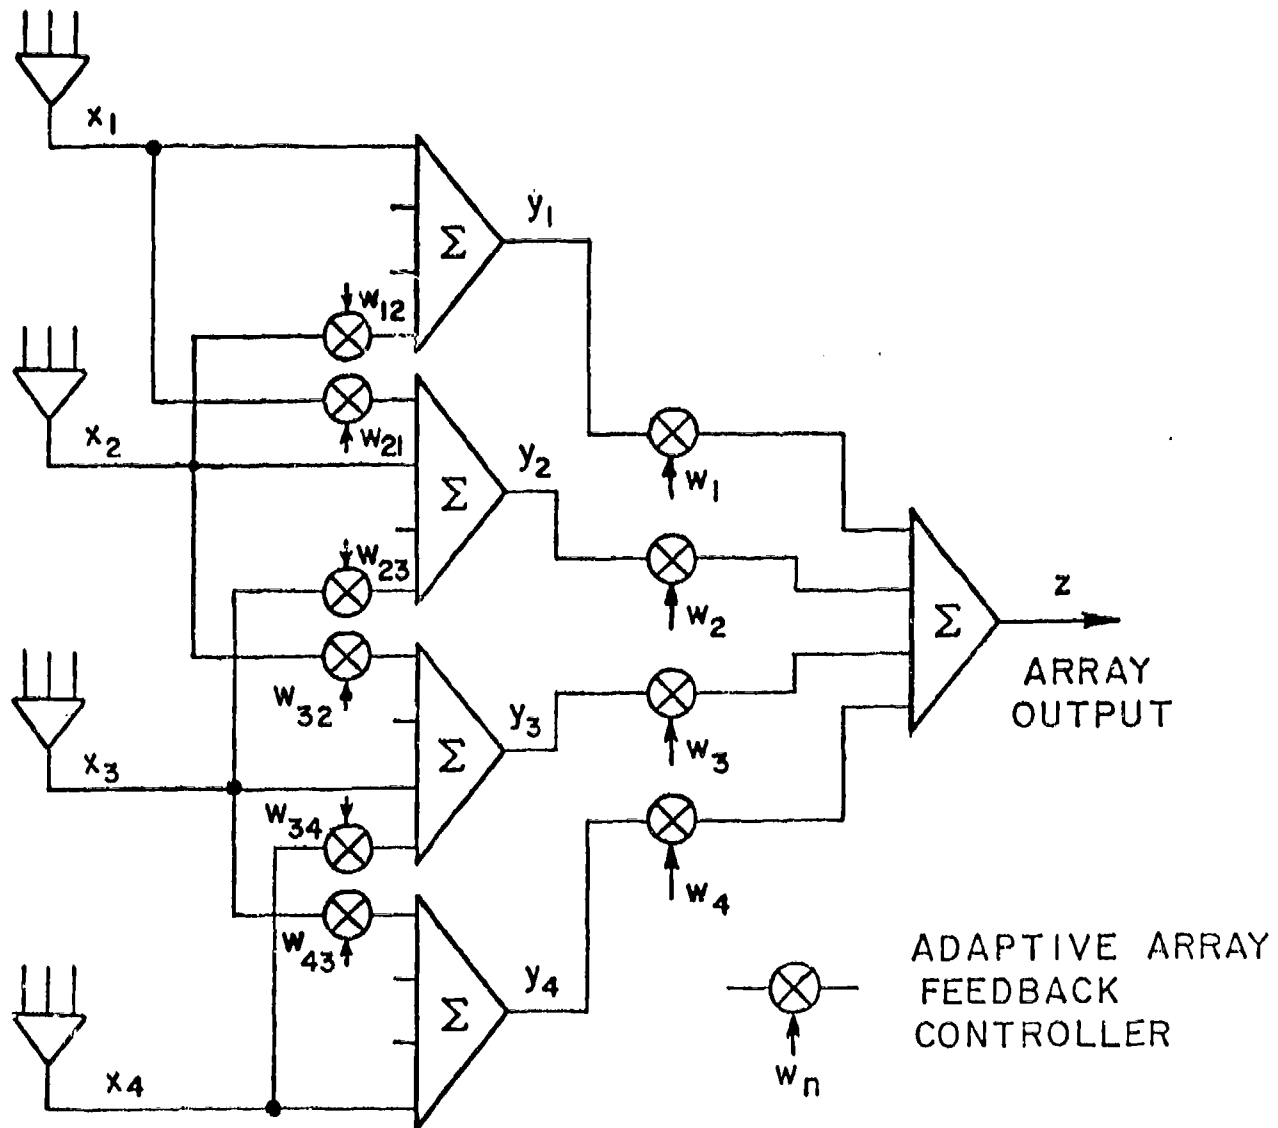 x1
y1
Σ
w12
w21
x2
y2
Σ
w1
w23
w2
z
Σ
ARRAY
OUTPUT
w32
y3
x3
Σ
w3
w34
w4
w43
y4
Σ
x4
ADAPTIVE ARRAY
FEEDBACK
CONTROLLER
wn